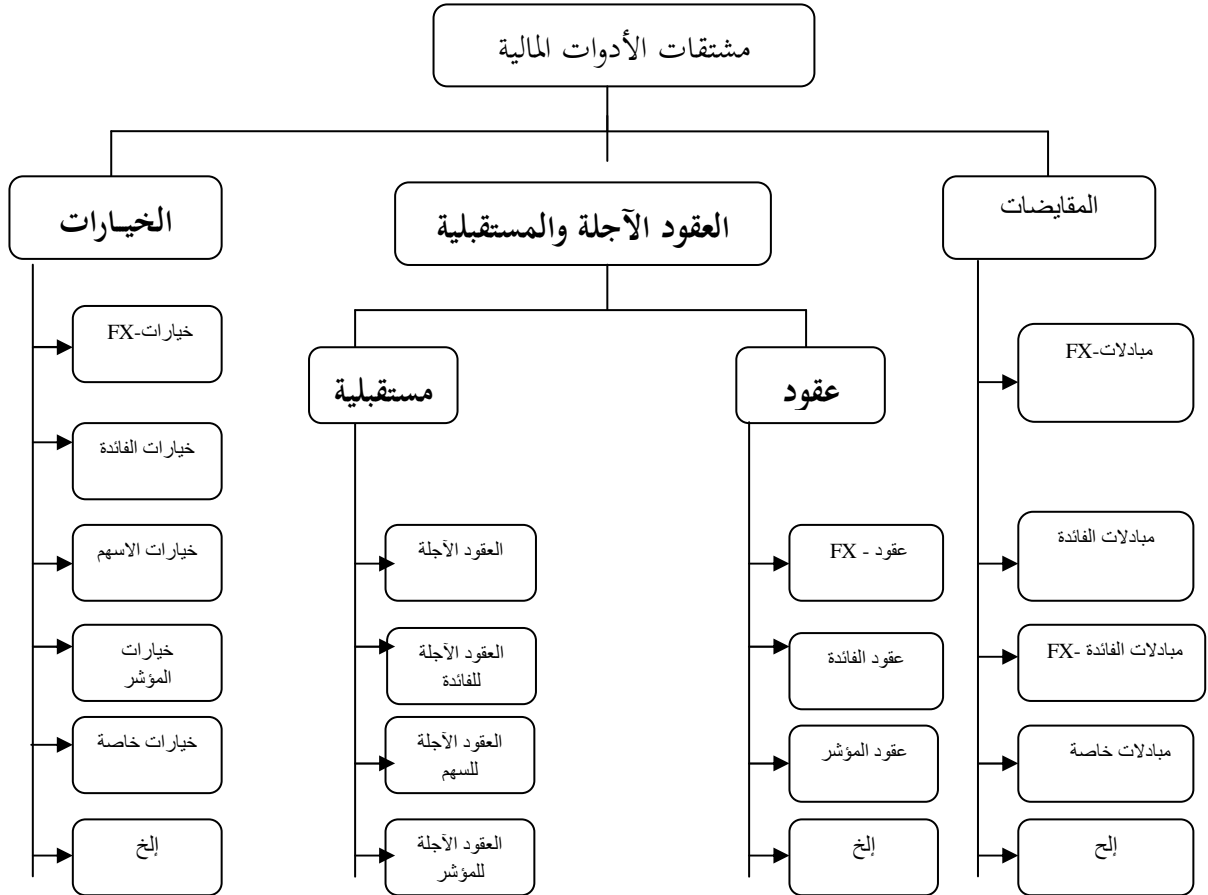 مشتقات الأدوات المالية
المقايضات
العقود الآجلة والمستقبلية
الخيــارات
مبادلات-FX
مبادلات الفائدة
مبادلات الفائدة -FX
مبادلات خاصة
إلح
عقود
عقود - FX
عقود الفائدة
عقود المؤشر
إلخ
مستقبلية
العقود الآجلة
العقود الآجلة
للفائدة
العقود الآجلة
للسهم
العقود الآجلة
للمؤشر
خيارات-FX
خيارات الفائدة
خيارات الاسهم
خيارات
المؤشر
خيارات خاصة
إلخ